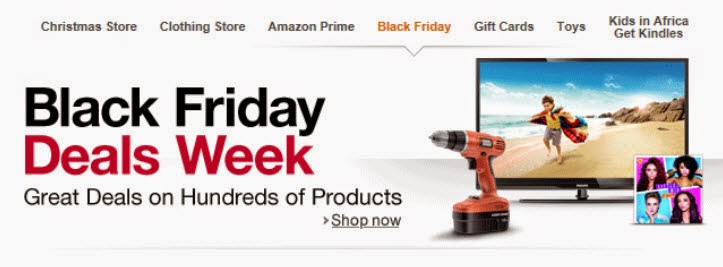 Christmas Store
Clothing Store
Amazon Prime
Black Friday
Gift Cards
Toys
Kids in Africa
Get Kindles
Black Friday
Deals Week
Great Deals on Hundreds of Products
› Shop now